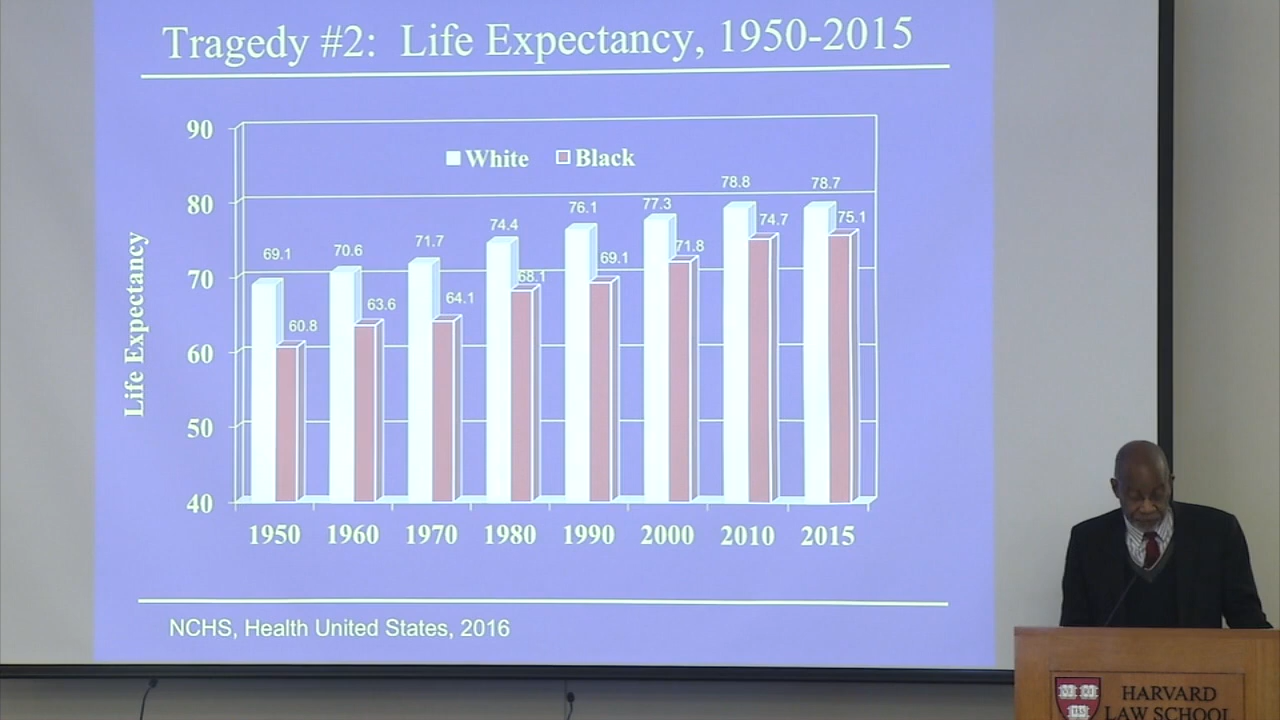 Tragedy #2: Life Expectancy, 1950-2015
90
80
70
60
50
40
Life Expectancy
White Black
69.1 60.8
70.6 63.6
71.7 64.1
74.4 68.1
76.1 69.1
77.3 71.8
78.8 74.7
78.7 75.1
1950 1960 1970 1980 1990 2000 2010 2015
NCHS, Health United States, 2016
HARVARD
LAW SCHOOL